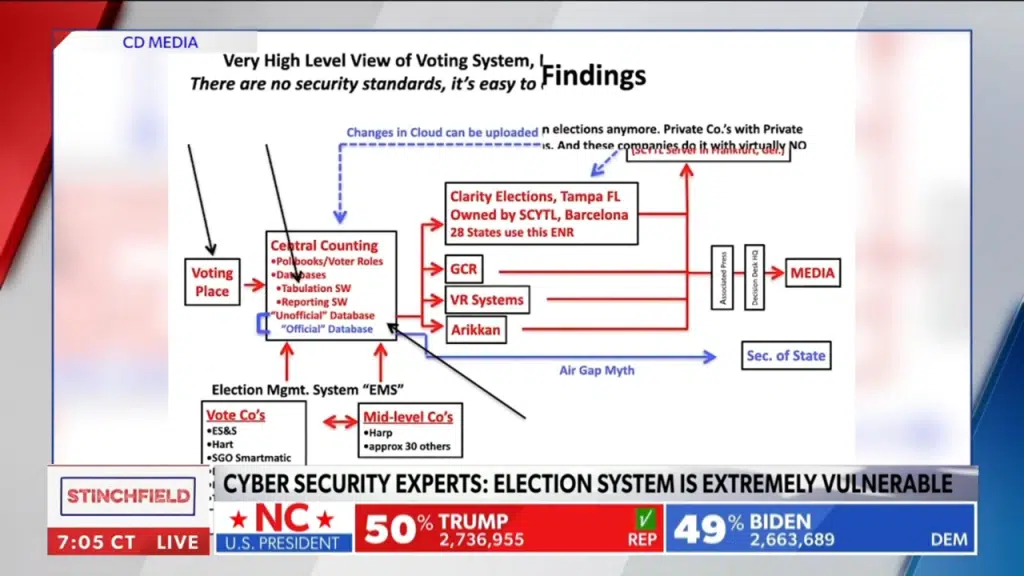 CD MEDIA
Very High Level View of Voting System,
There are no security standards, it's easy to
Findings
Changes in Cloud can be uploaded
n elections anymore. Private Co.'s with Private
s. And these companies do it with virtually NO
(SCYTL Server in Frankfurt, Ger.)
Clarity Elections, Tampa FL
Owned by SCYTL, Barcelona
28 States use this ENR
Central Counting
•Pollbooks/Voter Roles
•Databases
•Tabulation SW
•Reporting SW
"Unofficial" Database
"Official" Database
Voting
Place
GCR
VR Systems
Arikkan
Associated Press
Decision Desk HQ
MEDIA
Sec. of State
Air Gap Myth
Election Mgmt. System "EMS"
Vote Co's
•ES&S
•Hart
•SGO Smartmatic
Mid-level Co's
•Harp
•approx 30 others
STINCHFIELD
7:05 CT LIVE
CYBER SECURITY EXPERTS: ELECTION SYSTEM IS EXTREMELY VULNERABLE
NC
U.S. PRESIDENT
50% TRUMP
2,736,955
REP
49% BIDEN
2,663,689
DEM